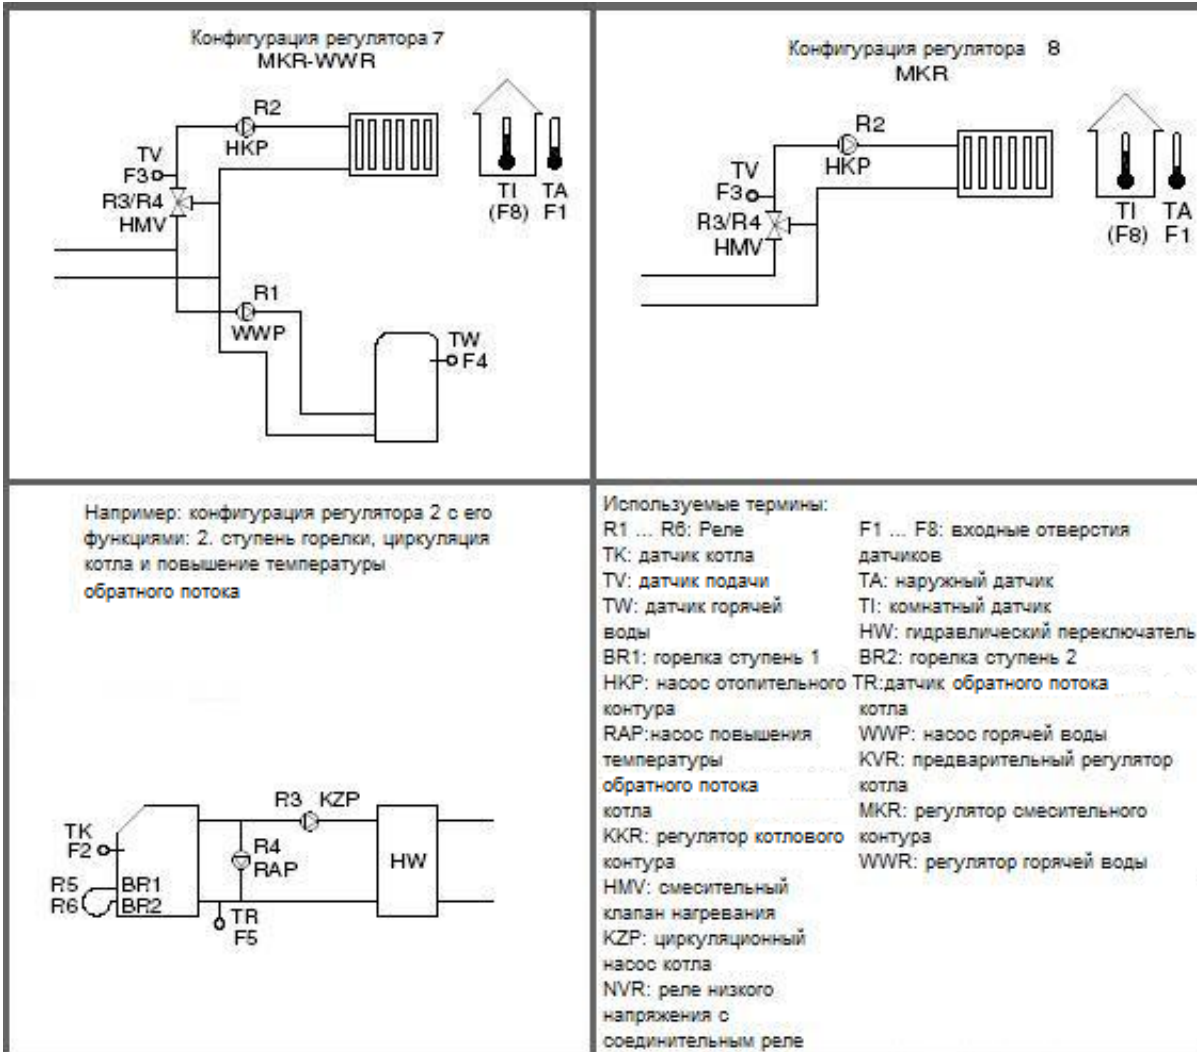 Конфигурация регулятора 7
MKR-WWR
R2
HKP
TV
F3
R3/R4
HMV
TI
(F8)
TA
F1
R1
WWP
TW
F4
Конфигурация регулятора 8
MKR
R2
HKP
TV
F3
R3/R4
HMV
TI
(F8)
TA
F1
Например: конфигурация регулятора 2 с его
функциями: 2. ступень горелки, циркуляция
котла и повышение температуры
обратного потока
R3 KZP
TK
F2
R4
RAP
HW
R5
R6
BR1
BR2
TR
F5
Используемые термины:
R1 ... R6: Реле
TK: датчик котла
TV: датчик подачи
TW: датчик горячей
воды
BR1: горелка ступень 1
HKP: насос отопительного
контура
RAP:насос повышения
температуры
обратного потока
котла
KKR: регулятор котлового
контура
HMV: смесительный
клапан нагревания
KZP: циркуляционный
насос котла
NVR: реле низкого
напряжения с
соединительным реле
F1 ... F8: входные отверстия
датчиков
TA: наружный датчик
TI: комнатный датчик
HW: гидравлический переключатель
BR2: горелка ступень 2
TR:датчик обратного потока
котла
WWP: насос горячей воды
KVR: предварительный регулятор
котла
MKR: регулятор смесительного
контура
WWR: регулятор горячей воды